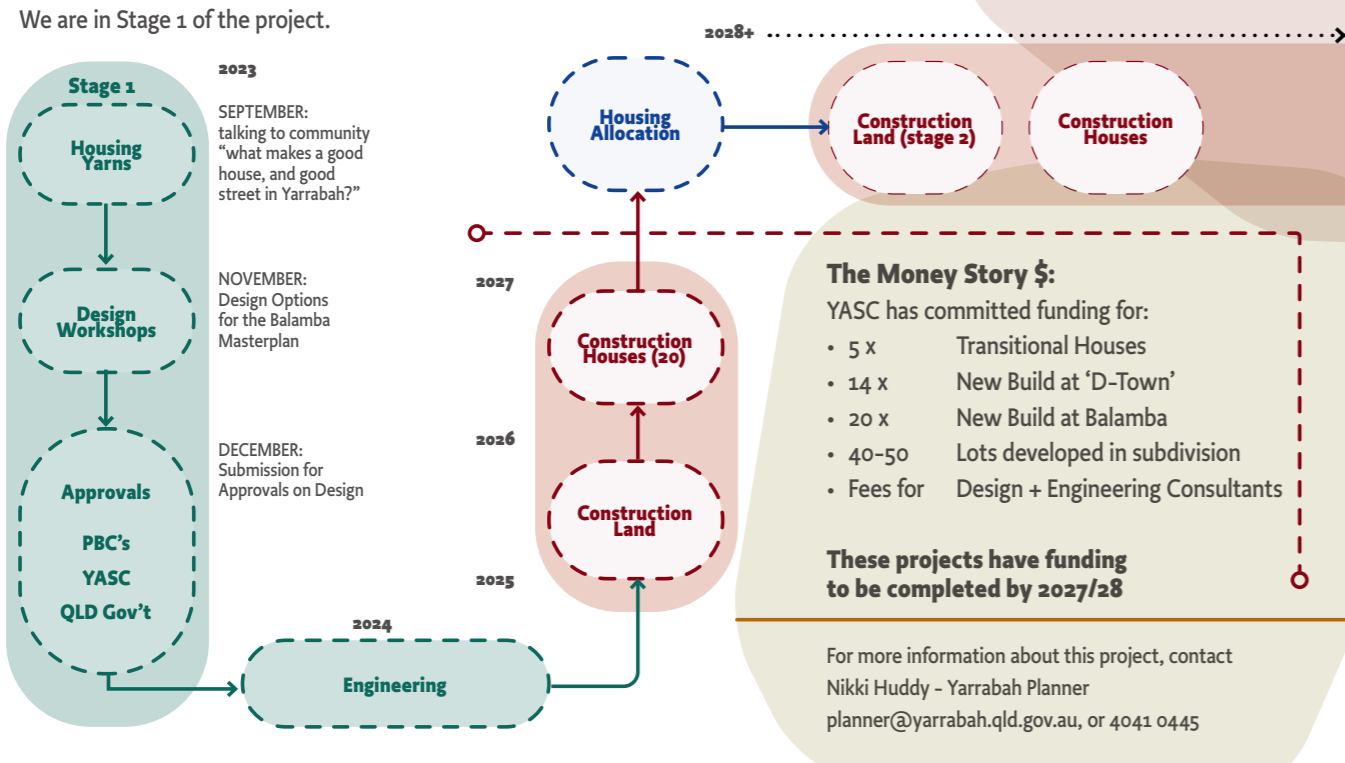 We are in Stage 1 of the project.
2023
Stage 1
Housing
Yarns
SEPTEMBER:
talking to community
“what makes a good
house, and good
street in Yarrabah?”
Design
Workshops
NOVEMBER:
Design Options
for the Balamba
Masterplan
Approvals
PBC’s
YASC
QLD Gov’t
DECEMBER:
Submission for
Approvals on Design
2024
Engineering
2025
Construction
Land
2026
Construction
Houses (20)
2027
Housing
Allocation
2028+
Construction
Land (stage 2)
Construction
Houses
The Money Story $:
YASC has committed funding for:
• 5 x Transitional Houses
• 14 x New Build at ‘D-Town’
• 20 x New Build at Balamba
• 40-50 Lots developed in subdivision
• Fees for Design + Engineering Consultants
These projects have funding
to be completed by 2027/28
For more information about this project, contact
Nikki Huddy - Yarrabah Planner
planner@yarrabah.qld.gov.au, or 4041 0445